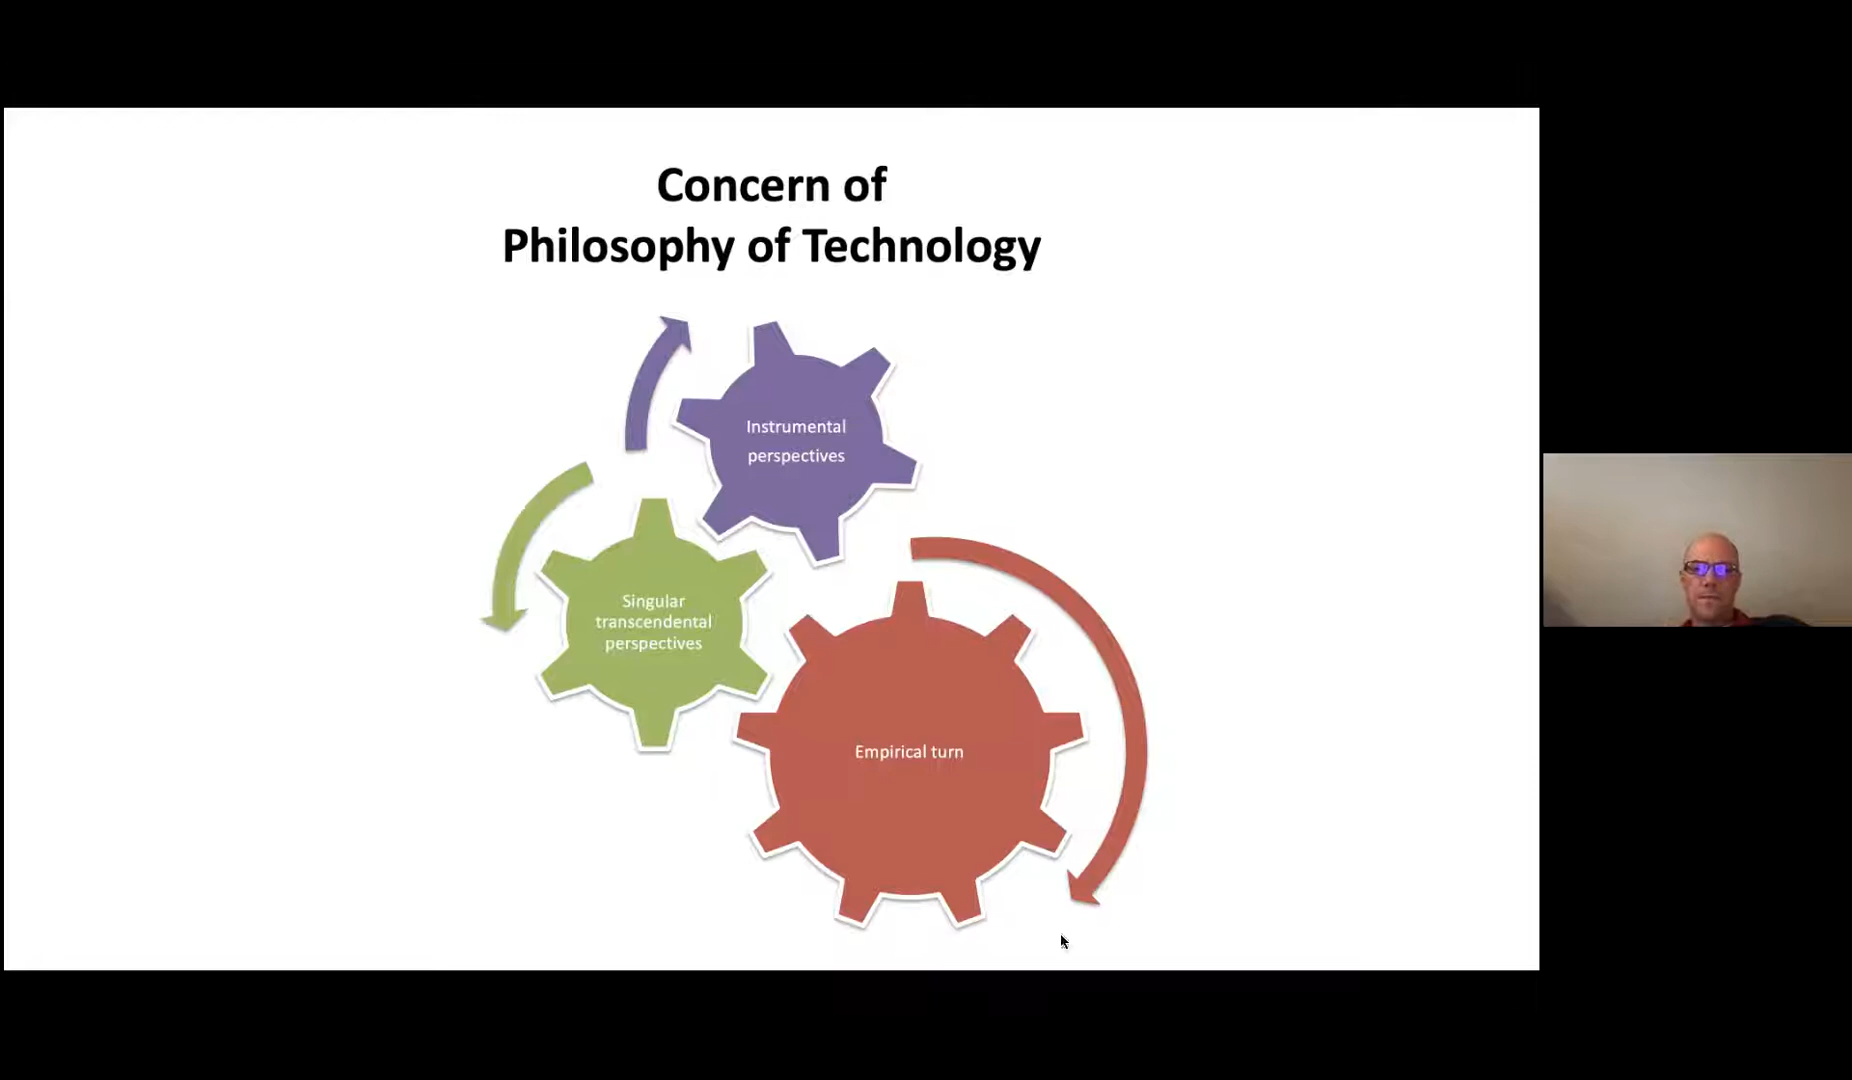 Concern of
Philosophy of Technology
Instrumental
perspectives
Singular
transcendental
perspectives
Empirical turn